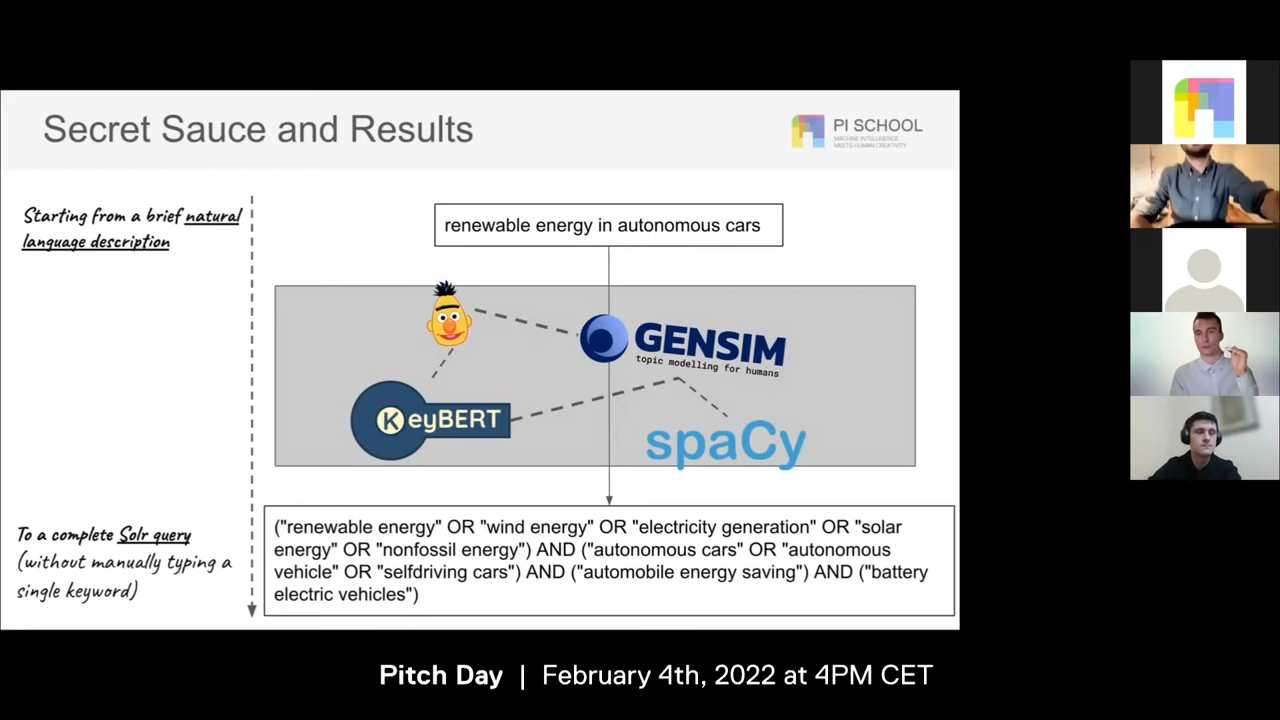 Secret Sauce and Results
PI SCHOOL
MACHINE INTELLIGENCE
MEETS HUMAN CREATIVITY
Starting from a brief natural
language description
renewable energy in autonomous cars
GENSIM
topic modelling for humans
KeyBERT
spaCy
To a complete Solr query
(without manually typing a
single keyword)
("renewable energy" OR "wind energy" OR "electricity generation" OR "solar
energy" OR "nonfossil energy") AND ("autonomous cars" OR "autonomous
vehicle" OR "selfdriving cars") AND ("automobile energy saving") AND ("battery
electric vehicles")
Pitch Day | February 4th, 2022 at 4PM CET